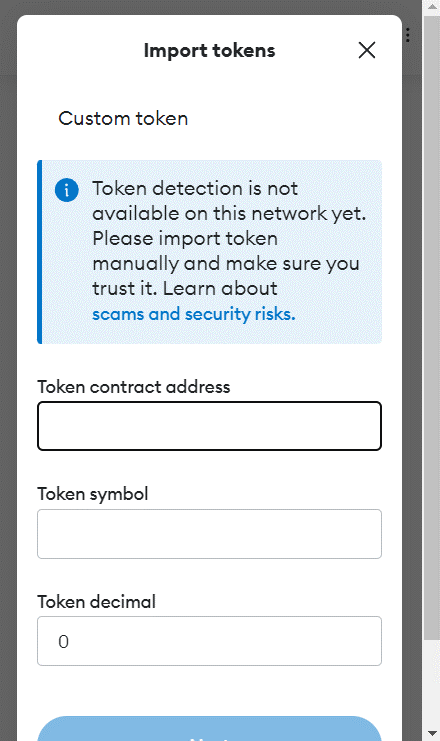 Import tokens
Custom token
Token detection is not
available on this network yet.
Please import token
manually and make sure you
trust it. Learn about
scams and security risks.
Token contract address
Token symbol
Token decimal
0